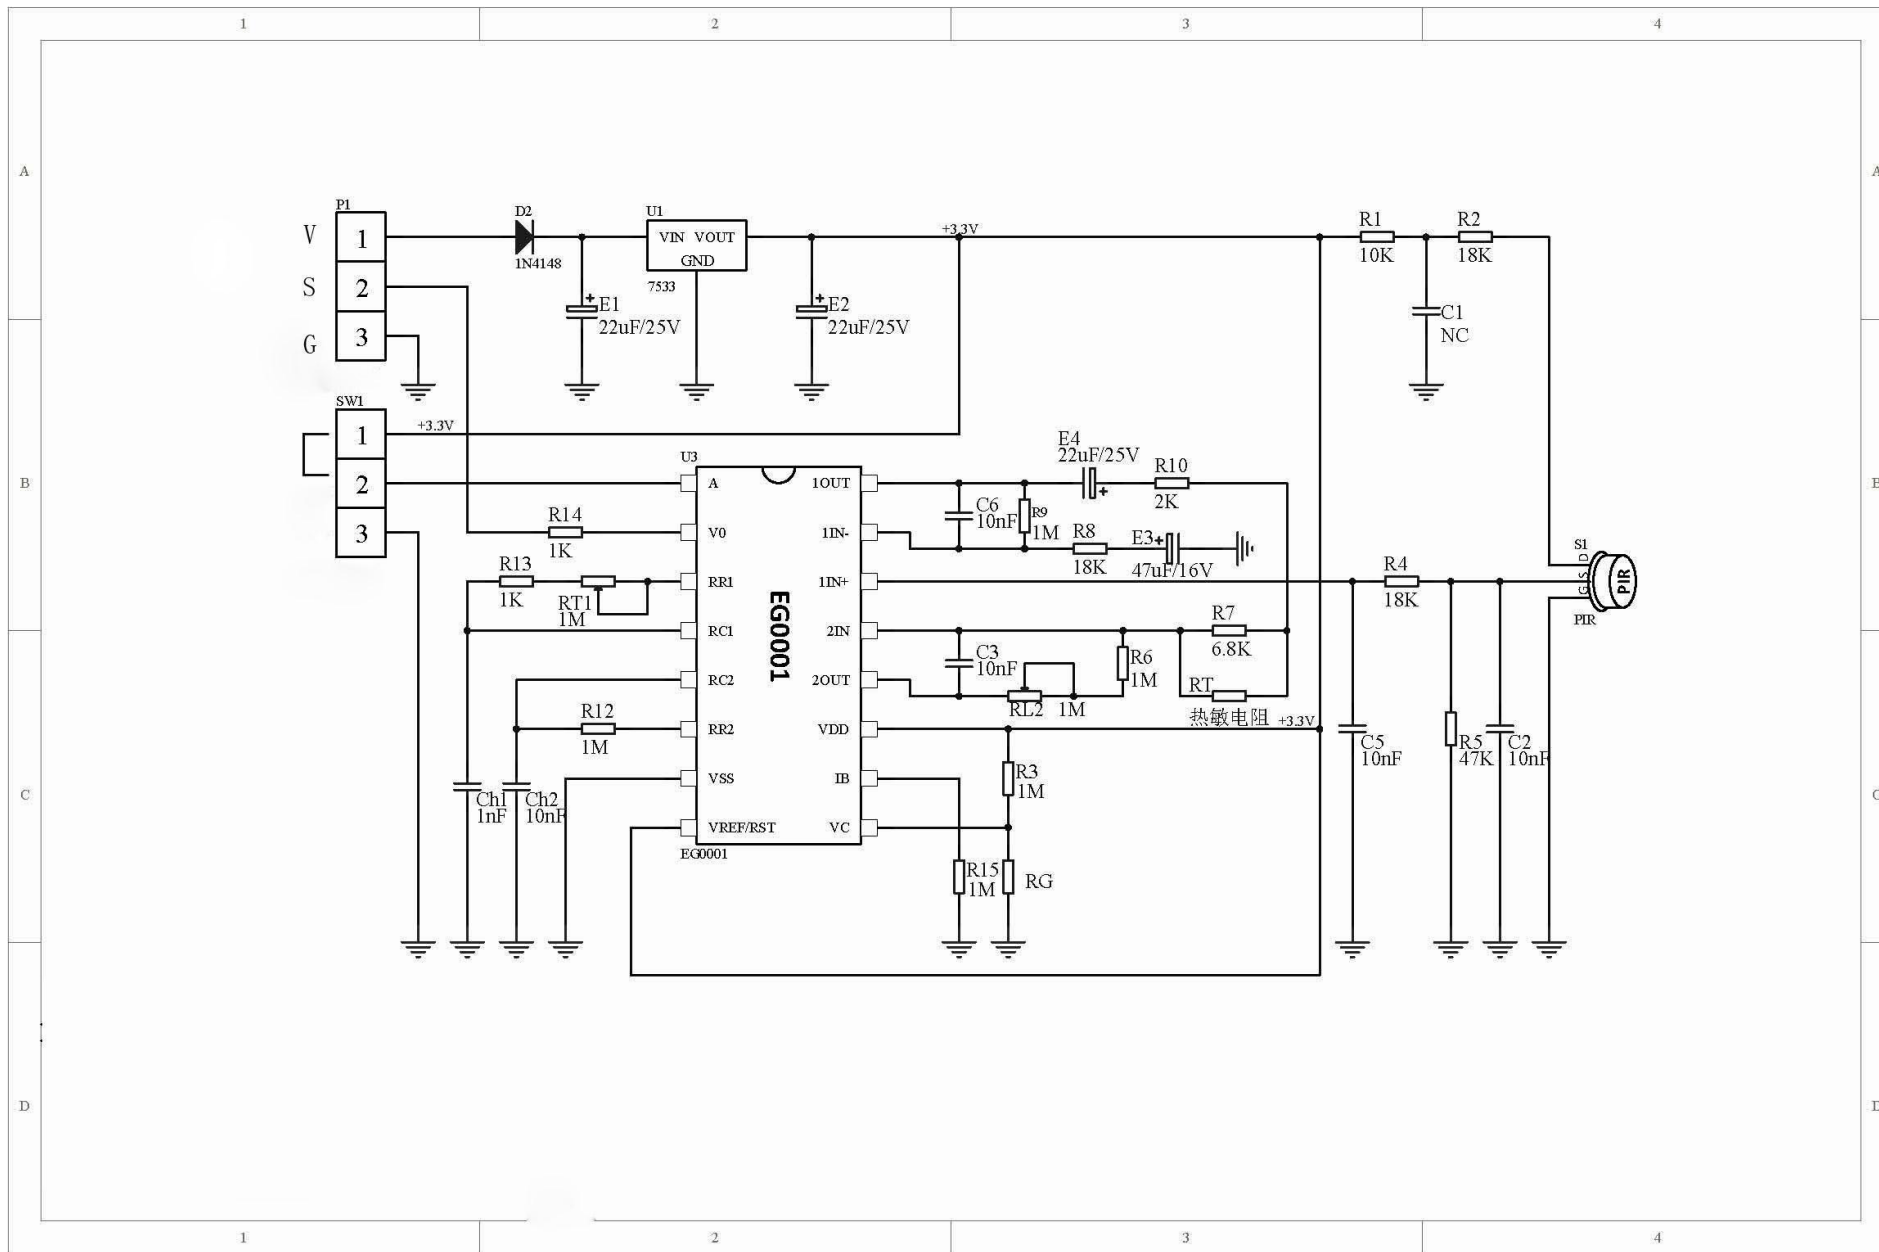 1 2 3 4
A A
P1
V 1
S 2
G 3
D2
1N4148
U1
VIN VOUT
GND
7533
E1
22uF/25V
E2
22uF/25V
+3.3V
R1
10K
R2
18K
C1
NC
SW1
1
2
3
+3.3V
B B
U3
A
V0
RR1
RC1
RC2
RR2
VSS
VREF/RST
EG0001
1OUT
1IN-
1IN+
2IN
2OUT
VDD
IB
VC
EG0001
R14
1K
R13
1K
RT1
1M
R12
1M
Ch1
1nF
Ch2
10nF
E4
22uF/25V
R10
2K
C6
10nF
R9
1M
R8
18K
E3
47uF/16V
R7
6.8K
C3
10nF
R6
1M
RL2 1M
RT
热敏电阻 +3.3V
R3
1M
R15
1M
RG
R4
18K
C5
10nF
R5
47K
C2
10nF
S1
D
S
G
PIR
PIR
C C
D D
1 2 3 4